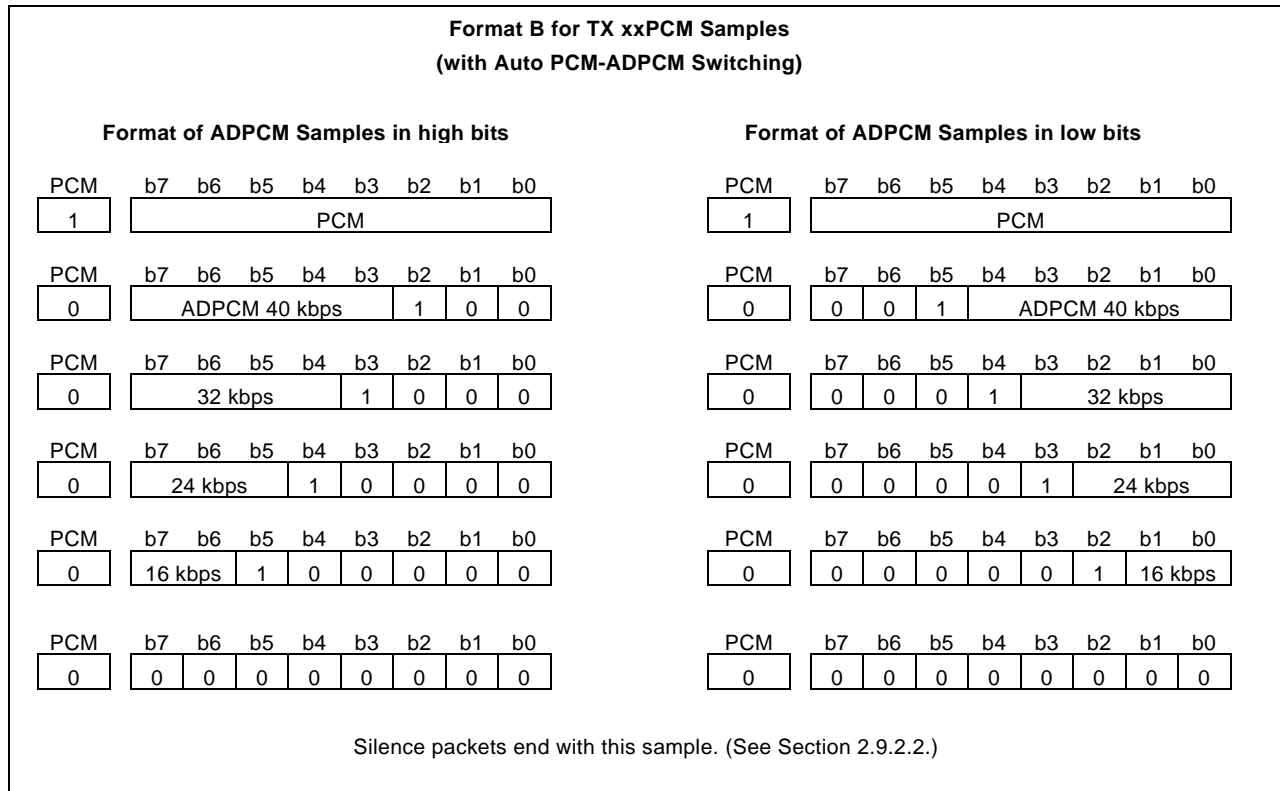 Format B for TX xxPCM Samples
(with Auto PCM-ADPCM Switching)
Format of ADPCM Samples in high bits
PCM b7 b6 b5 b4 b3 b2 b1 b0
1 PCM
PCM b7 b6 b5 b4 b3 b2 b1 b0
0 ADPCM 40 kbps 1 0 0
PCM b7 b6 b5 b4 b3 b2 b1 b0
0 32 kbps 1 0 0 0
PCM b7 b6 b5 b4 b3 b2 b1 b0
0 24 kbps 1 0 0 0 0
PCM b7 b6 b5 b4 b3 b2 b1 b0
0 16 kbps 1 0 0 0 0 0
PCM b7 b6 b5 b4 b3 b2 b1 b0
0 0 0 0 0 0 0 0 0
Format of ADPCM Samples in low bits
PCM b7 b6 b5 b4 b3 b2 b1 b0
1 PCM
PCM b7 b6 b5 b4 b3 b2 b1 b0
0 0 0 1 ADPCM 40 kbps
PCM b7 b6 b5 b4 b3 b2 b1 b0
0 0 0 0 1 32 kbps
PCM b7 b6 b5 b4 b3 b2 b1 b0
0 0 0 0 0 1 24 kbps
PCM b7 b6 b5 b4 b3 b2 b1 b0
0 0 0 0 0 0 1 16 kbps
PCM b7 b6 b5 b4 b3 b2 b1 b0
0 0 0 0 0 0 0 0 0
Silence packets end with this sample. (See Section 2.9.2.2.)